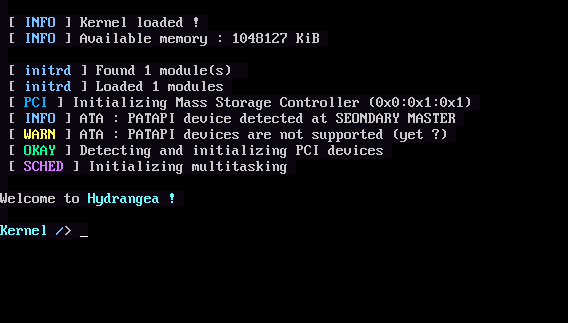 [ INFO ] Kernel loaded !
[ INFO ] Available memory : 1048127 KiB
[ initrd ] Found 1 module(s)
[ initrd ] Loaded 1 modules
[ PCI ] Initializing Mass Storage Controller (0x0:0x1:0x1)
[ INFO ] ATA : PATAPI device detected at SEONDARY MASTER
[ WARN ] ATA : PATAPI devices are not supported (yet ?)
[ OKAY ] Detecting and initializing PCI devices
[ SCHED ] Initializing multitasking
Welcome to Hydrangea !
Kernel /> _